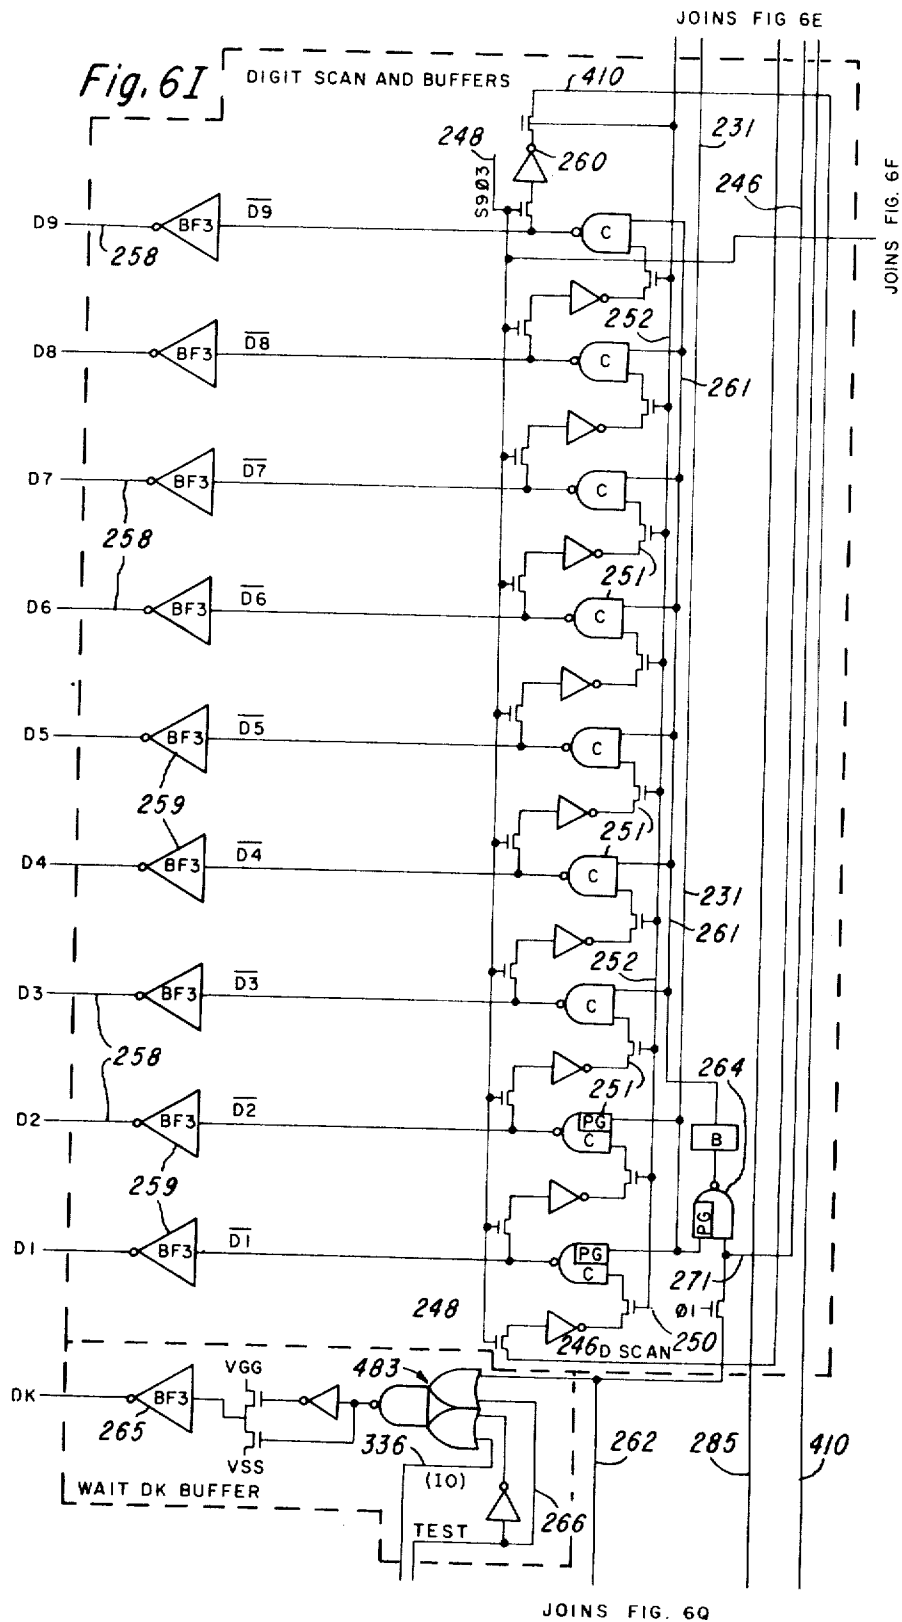 JOINS FIG 6E
Fig. 6I
DIGIT SCAN AND BUFFERS
410
248
S9Ø3
260
231
246
JOINS FIG. 6F
D9
BF3
D9
C
258
252
D8
BF3
D8
C
261
D7
BF3
D7
C
258
251
D6
BF3
D6
C
D5
BF3
D5
C
259
251
D4
BF3
D4
C
231
261
252
D3
BF3
D3
C
258
251
264
D2
BF3
D2
PG
C
B
259
PG
D1
BF3
D1
PG
C
271
248
Ø1
250
246 D SCAN
VGG
483
DK
BF3
265
336
262
285
410
VSS
(IO)
WAIT DK BUFFER
266
TEST
JOINS FIG. 6Q